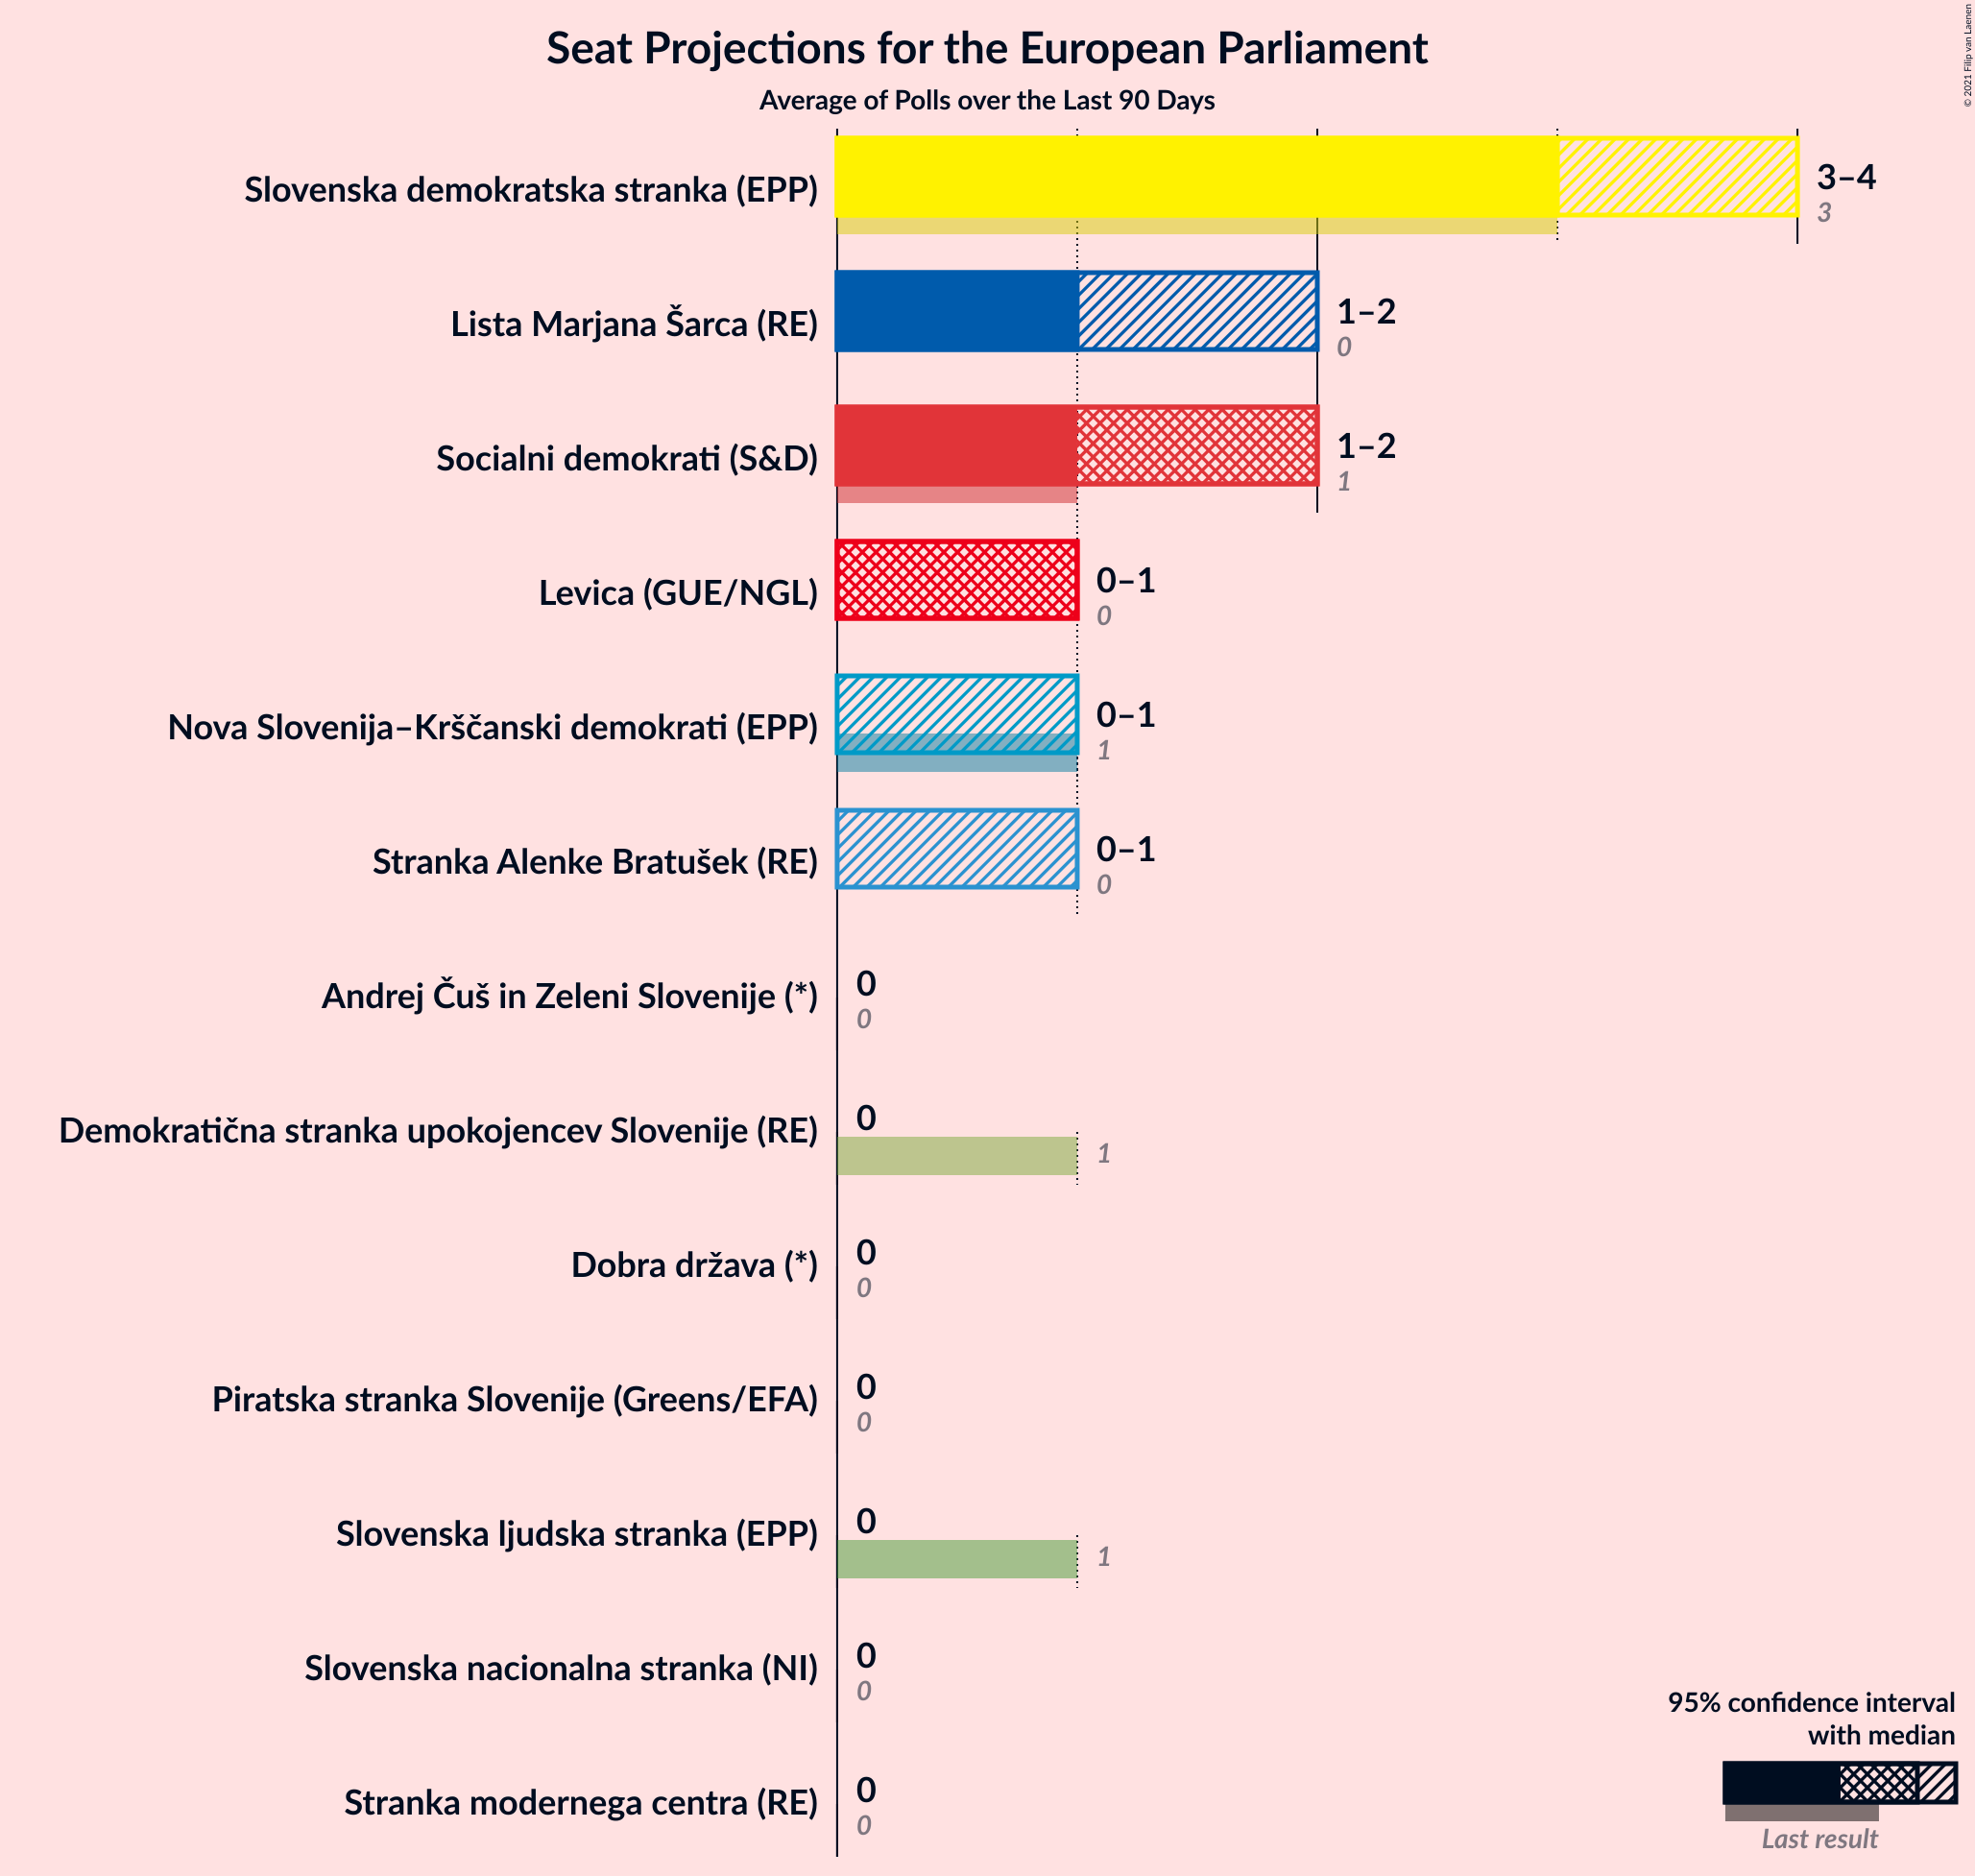 Seat Projections for the European Parliament
Average of Polls over the Last 90 Days
© 2021 Filip van Laenen
Slovenska demokratska stranka (EPP)
3–4
3
Lista Marjana Šarca (RE)
1–2
0
Socialni demokrati (S&D)
1–2
1
Levica (GUE/NGL)
0–1
0
Nova Slovenija–Krščanski demokrati (EPP)
0–1
1
Stranka Alenke Bratušek (RE)
0–1
0
Andrej Čuš in Zeleni Slovenije (*)
0
0
Demokratična stranka upokojencev Slovenije (RE)
0
1
Dobra država (*)
0
0
Piratska stranka Slovenije (Greens/EFA)
0
0
Slovenska ljudska stranka (EPP)
0
1
Slovenska nacionalna stranka (NI)
0
0
Stranka modernega centra (RE)
0
0
95% confidence interval
with median
Last result